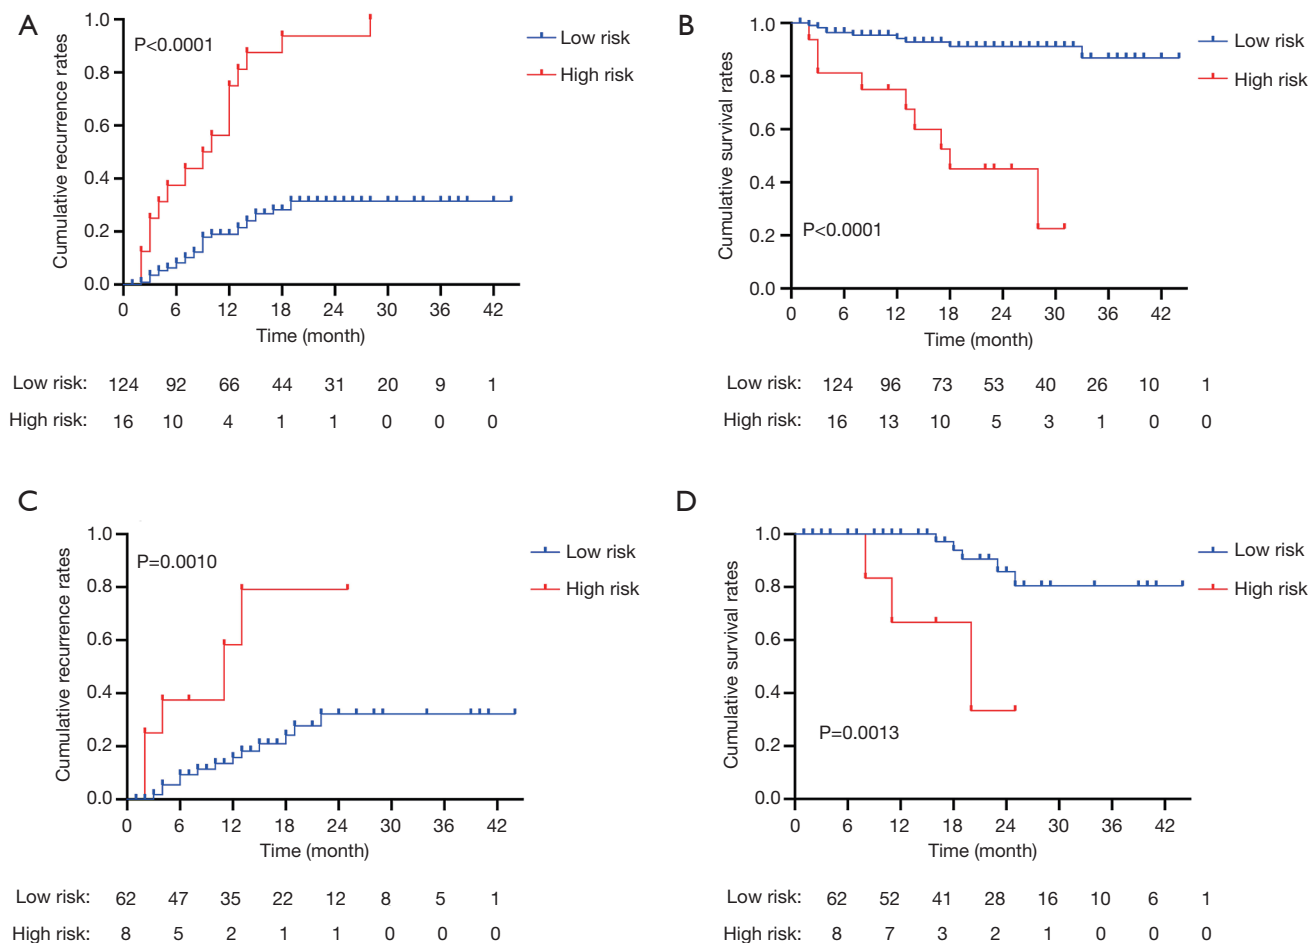 A
Cumulative recurrence rates
1.0
0.8
0.6
0.4
0.2
0.0
P<0.0001
Low risk
High risk
0 6 12 18 24 30 36 42
Time (month)
Low risk: 124 92 66 44 31 20 9 1
High risk: 16 10 4 1 1 0 0 0
B
Cumulative survival rates
1.0
0.8
0.6
0.4
0.2
0.0
P<0.0001
Low risk
High risk
0 6 12 18 24 30 36 42
Time (month)
Low risk: 124 96 73 53 40 26 10 1
High risk: 16 13 10 5 3 1 0 0
C
Cumulative recurrence rates
1.0
0.8
0.6
0.4
0.2
0.0
P=0.0010
Low risk
High risk
0 6 12 18 24 30 36 42
Time (month)
Low risk: 62 47 35 22 12 8 5 1
High risk: 8 5 2 1 1 0 0 0
D
Cumulative survival rates
1.0
0.8
0.6
0.4
0.2
0.0
P=0.0013
Low risk
High risk
0 6 12 18 24 30 36 42
Time (month)
Low risk: 62 52 41 28 16 10 6 1
High risk: 8 7 3 2 1 0 0 0